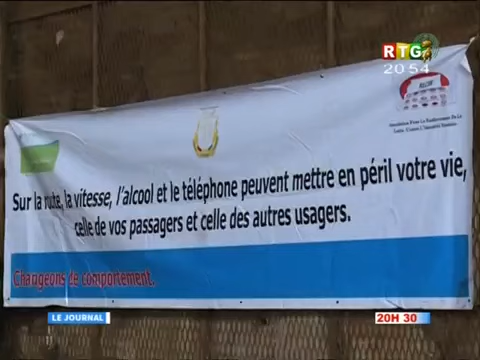 RTG
20 54
Sur la route, la vitesse, l'alcool et le téléphone peuvent mettre en péril votre vie,
celle de vos passagers et celle des autres usagers.
Changeons de comportement.
LE JOURNAL
20H 30